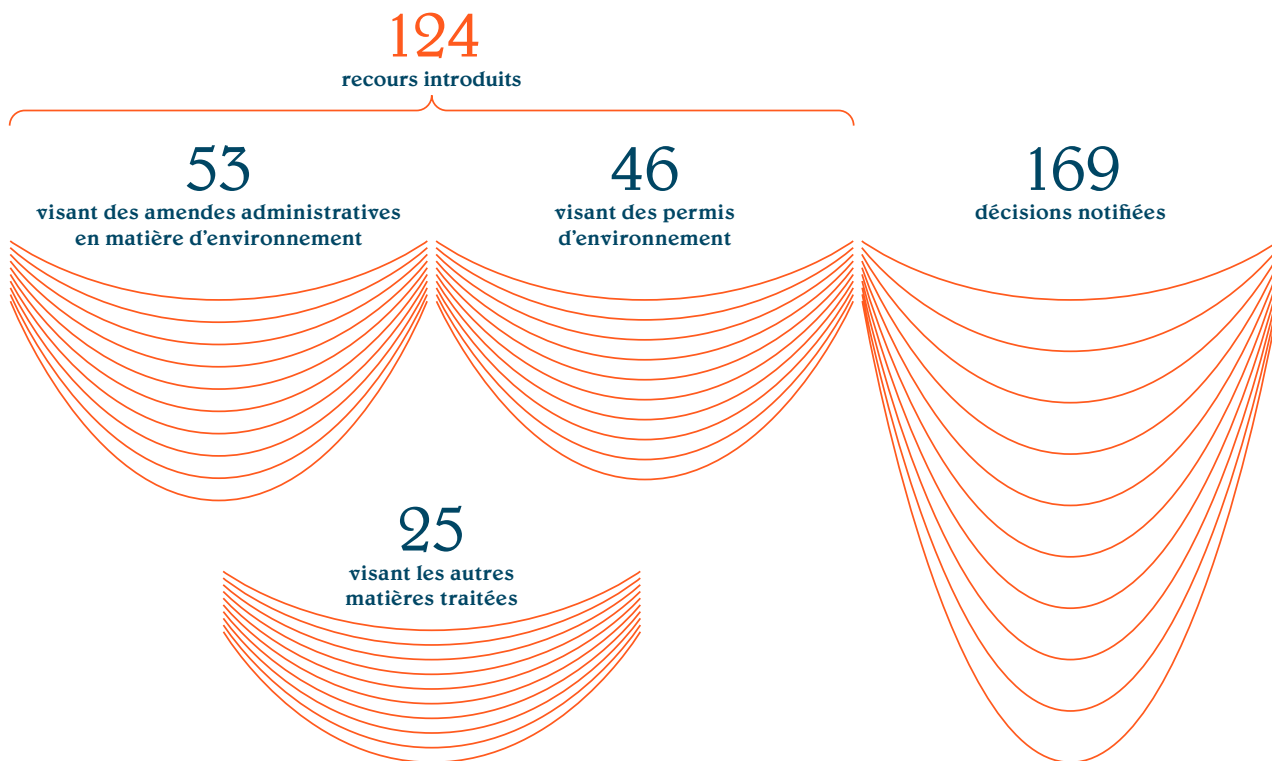 124
recours introduits
53
visant des amendes administratives
en matière d'environnement
46
visant des permis
d'environnement
169
décisions notifiées
25
visant les autres
matières traitées